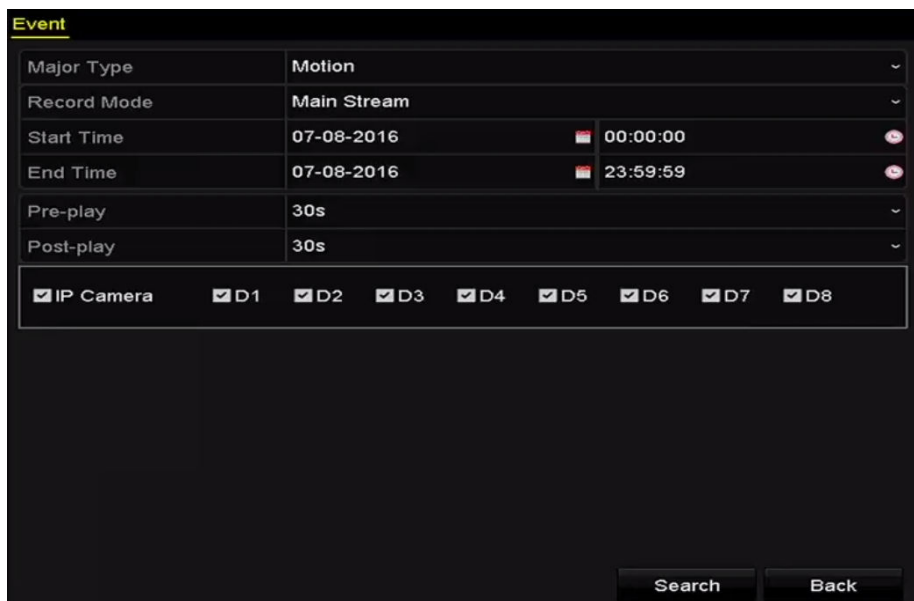 Event
Major Type Motion
Record Mode Main Stream
Start Time 07-08-2016 00:00:00
End Time 07-08-2016 23:59:59
Pre-play 30s
Post-play 30s
IP Camera D1 D2 D3 D4 D5 D6 D7 D8
Search Back